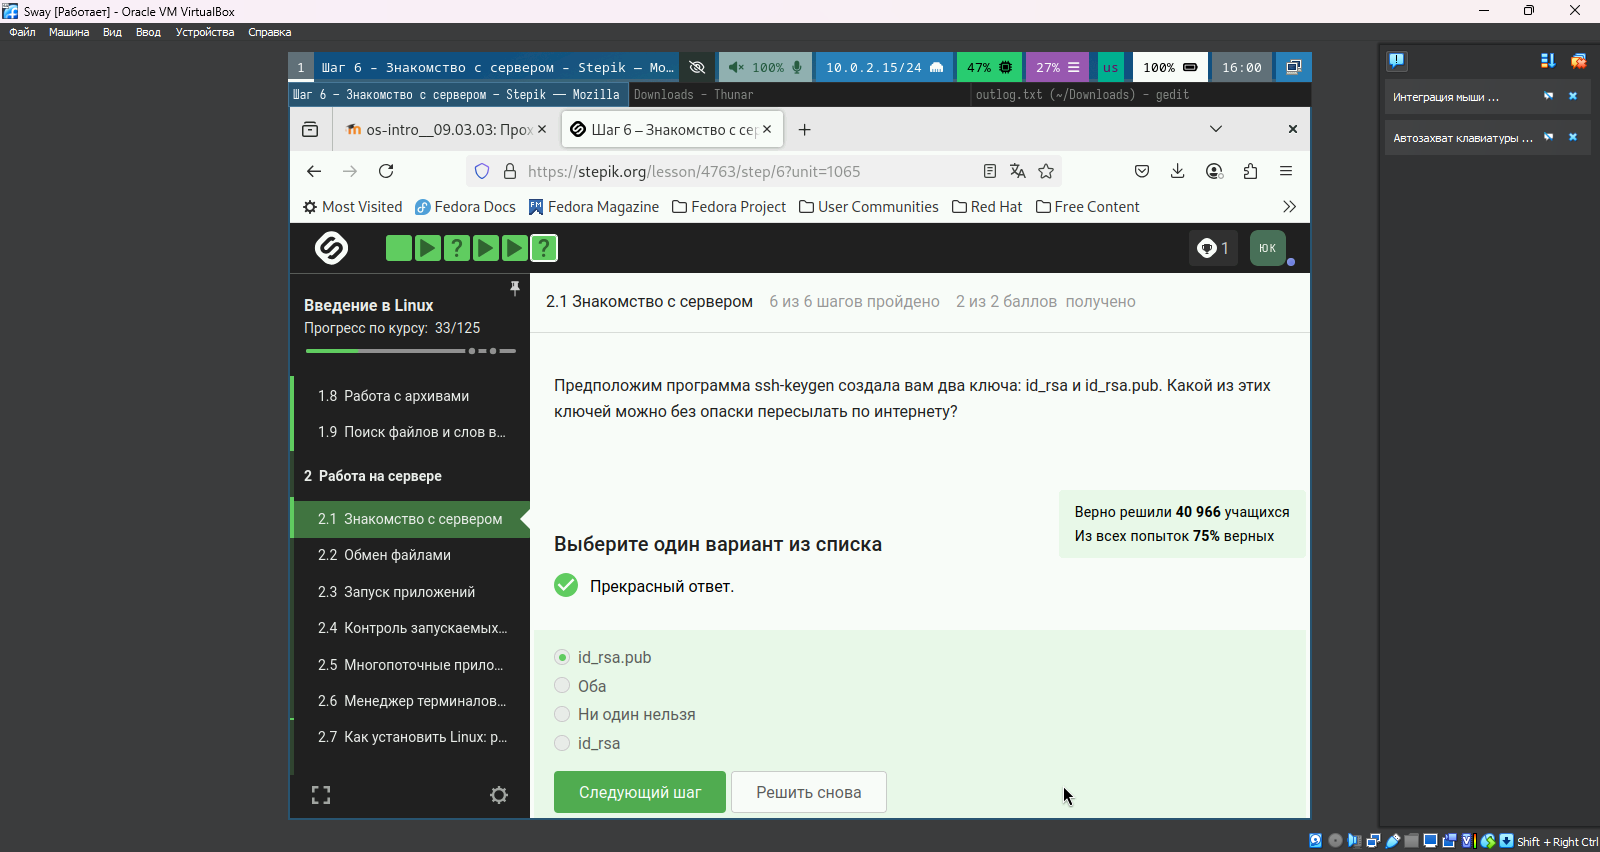 Sway [Работает] - Oracle VM VirtualBox
Файл Машина Вид Ввод Устройства Справка
1 Шаг 6 - Знакомство с сервером - Stepik — Mo… 100% 10.0.2.15/24 47% 27% us 100% 16:00
Шаг 6 - Знакомство с сервером - Stepik — Mozilla Downloads - Thunar outlog.txt (~/Downloads) - gedit
os-intro__09.03.03: Прох Шаг 6 – Знакомство с сер
https://stepik.org/lesson/4763/step/6?unit=1065
Most Visited Fedora Docs Fedora Magazine Fedora Project User Communities Red Hat Free Content
1 ЮК
Введение в Linux
Прогресс по курсу: 33/125
1.8 Работа с архивами
1.9 Поиск файлов и слов в...
2 Работа на сервере
2.1 Знакомство с сервером
2.2 Обмен файлами
2.3 Запуск приложений
2.4 Контроль запускаемых...
2.5 Многопоточные прило...
2.6 Менеджер терминалов...
2.7 Как установить Linux: р...
2.1 Знакомство с сервером 6 из 6 шагов пройдено 2 из 2 баллов получено
Предположим программа ssh-keygen создала вам два ключа: id_rsa и id_rsa.pub. Какой из этих
ключей можно без опаски пересылать по интернету?
Верно решили 40 966 учащихся
Из всех попыток 75% верных
Выберите один вариант из списка
Прекрасный ответ.
id_rsa.pub
Оба
Ни один нельзя
id_rsa
Следующий шаг Решить снова
Интеграция мыши ...
Автозахват клавиатуры ...
Shift + Right Ctrl